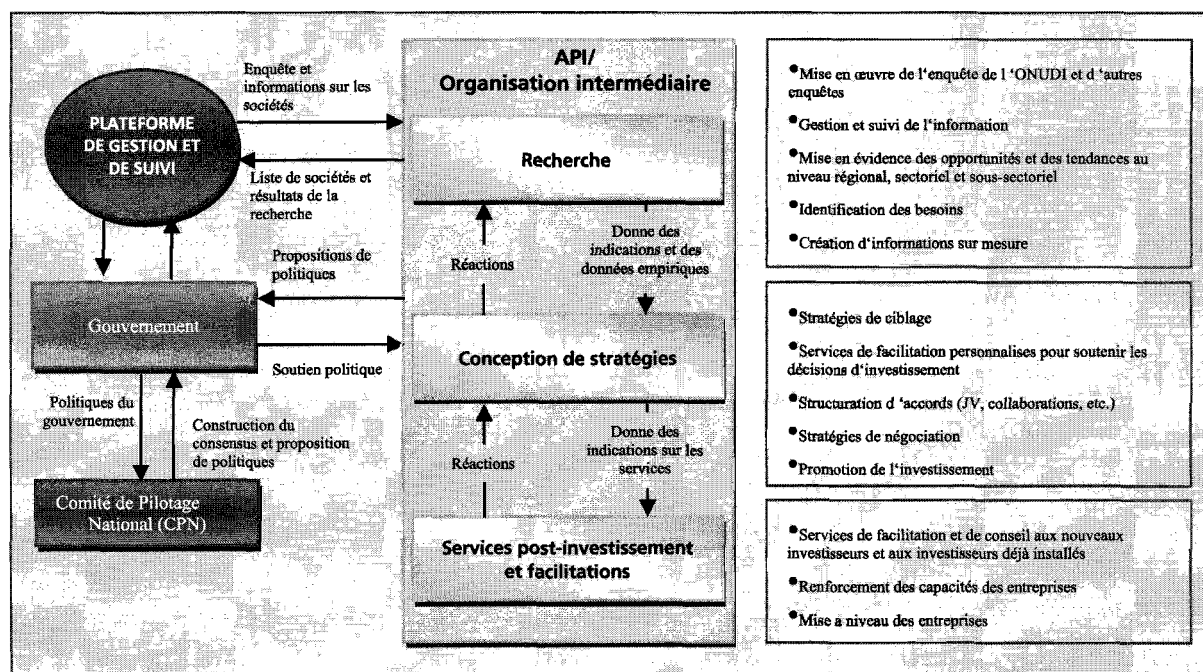 PLATEFORME
DE GESTION ET
DE SUIVI
Enquête et
informations sur les
sociétés
Liste de sociétés et
résultats de la
recherche
Propositions de
politiques
Gouvernement
Soutien politique
Politiques du
gouvernement
Construction du
consensus et proposition
de politiques
Comité de Pilotage
National (CPN)
API/
Organisation intermédiaire
Recherche
Réactions
Donne des
indications et des
données empiriques
Conception de stratégies
Réactions
Donne des
indications sur les
services
Services post-investissement
et facilitations
•Mise en œuvre de l'enquête de l 'ONUDI et d 'autres
enquêtes
•Gestion et suivi de l'information
•Mise en évidence des opportunités et des tendances au
niveau régional, sectoriel et sous-sectoriel
•Identification des besoins
•Création d'informations sur mesure
•Stratégies de ciblage
•Services de facilitation personnalises pour soutenir les
décisions d'investissement
•Structuration d 'accords (JV, collaborations, etc.)
•Stratégies de négociation
•Promotion de l'investissement
•Services de facilitation et de conseil aux nouveaux
investisseurs et aux investisseurs déjà installés
•Renforcement des capacités des entreprises
•Mise a niveau des entreprises